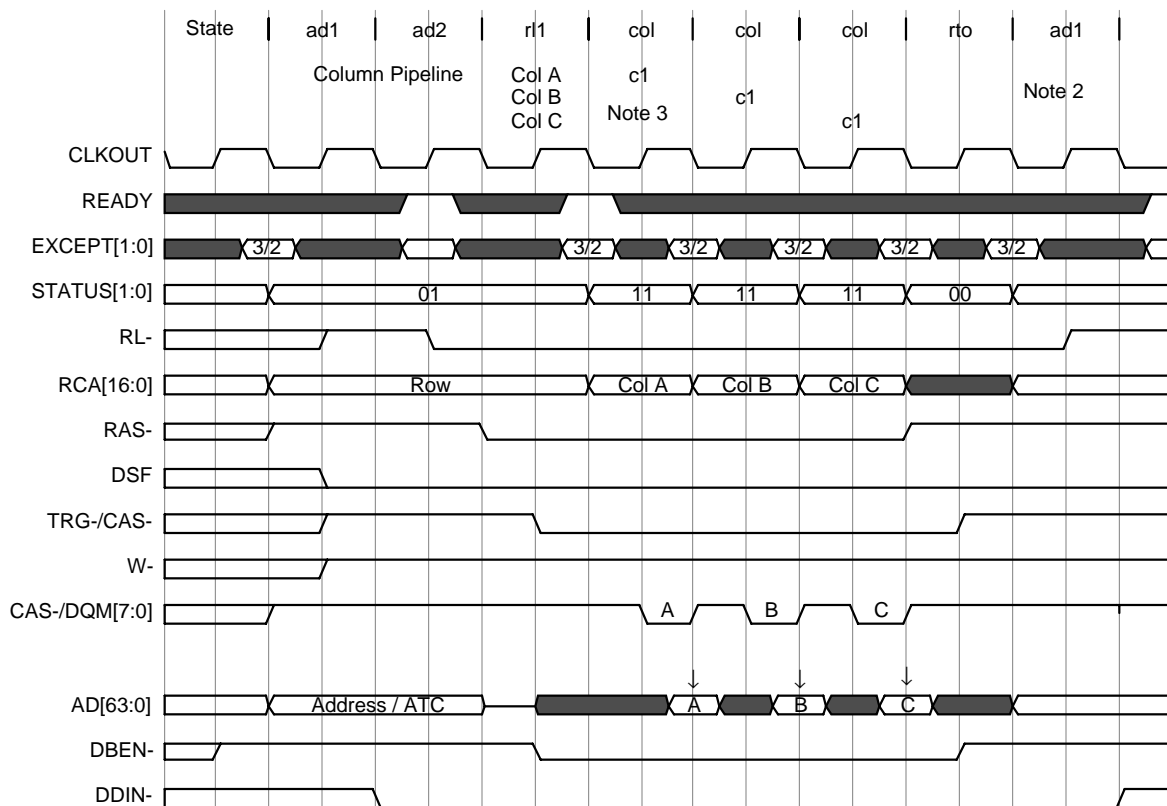 State ad1 ad2 rl1 col col col rto ad1
Column Pipeline Col A c1
Col B c1 Note 2
Col C Note 3 c1
CLKOUT
READY
EXCEPT[1:0] 3/2 3/2 3/2 3/2 3/2 3/2
STATUS[1:0] 01 11 11 11 00
RL-
RCA[16:0] Row Col A Col B Col C
RAS-
DSF
TRG-/CAS-
W-
CAS-/DQM[7:0] A B C
AD[63:0] Address / ATC A B C
DBEN-
DDIN-